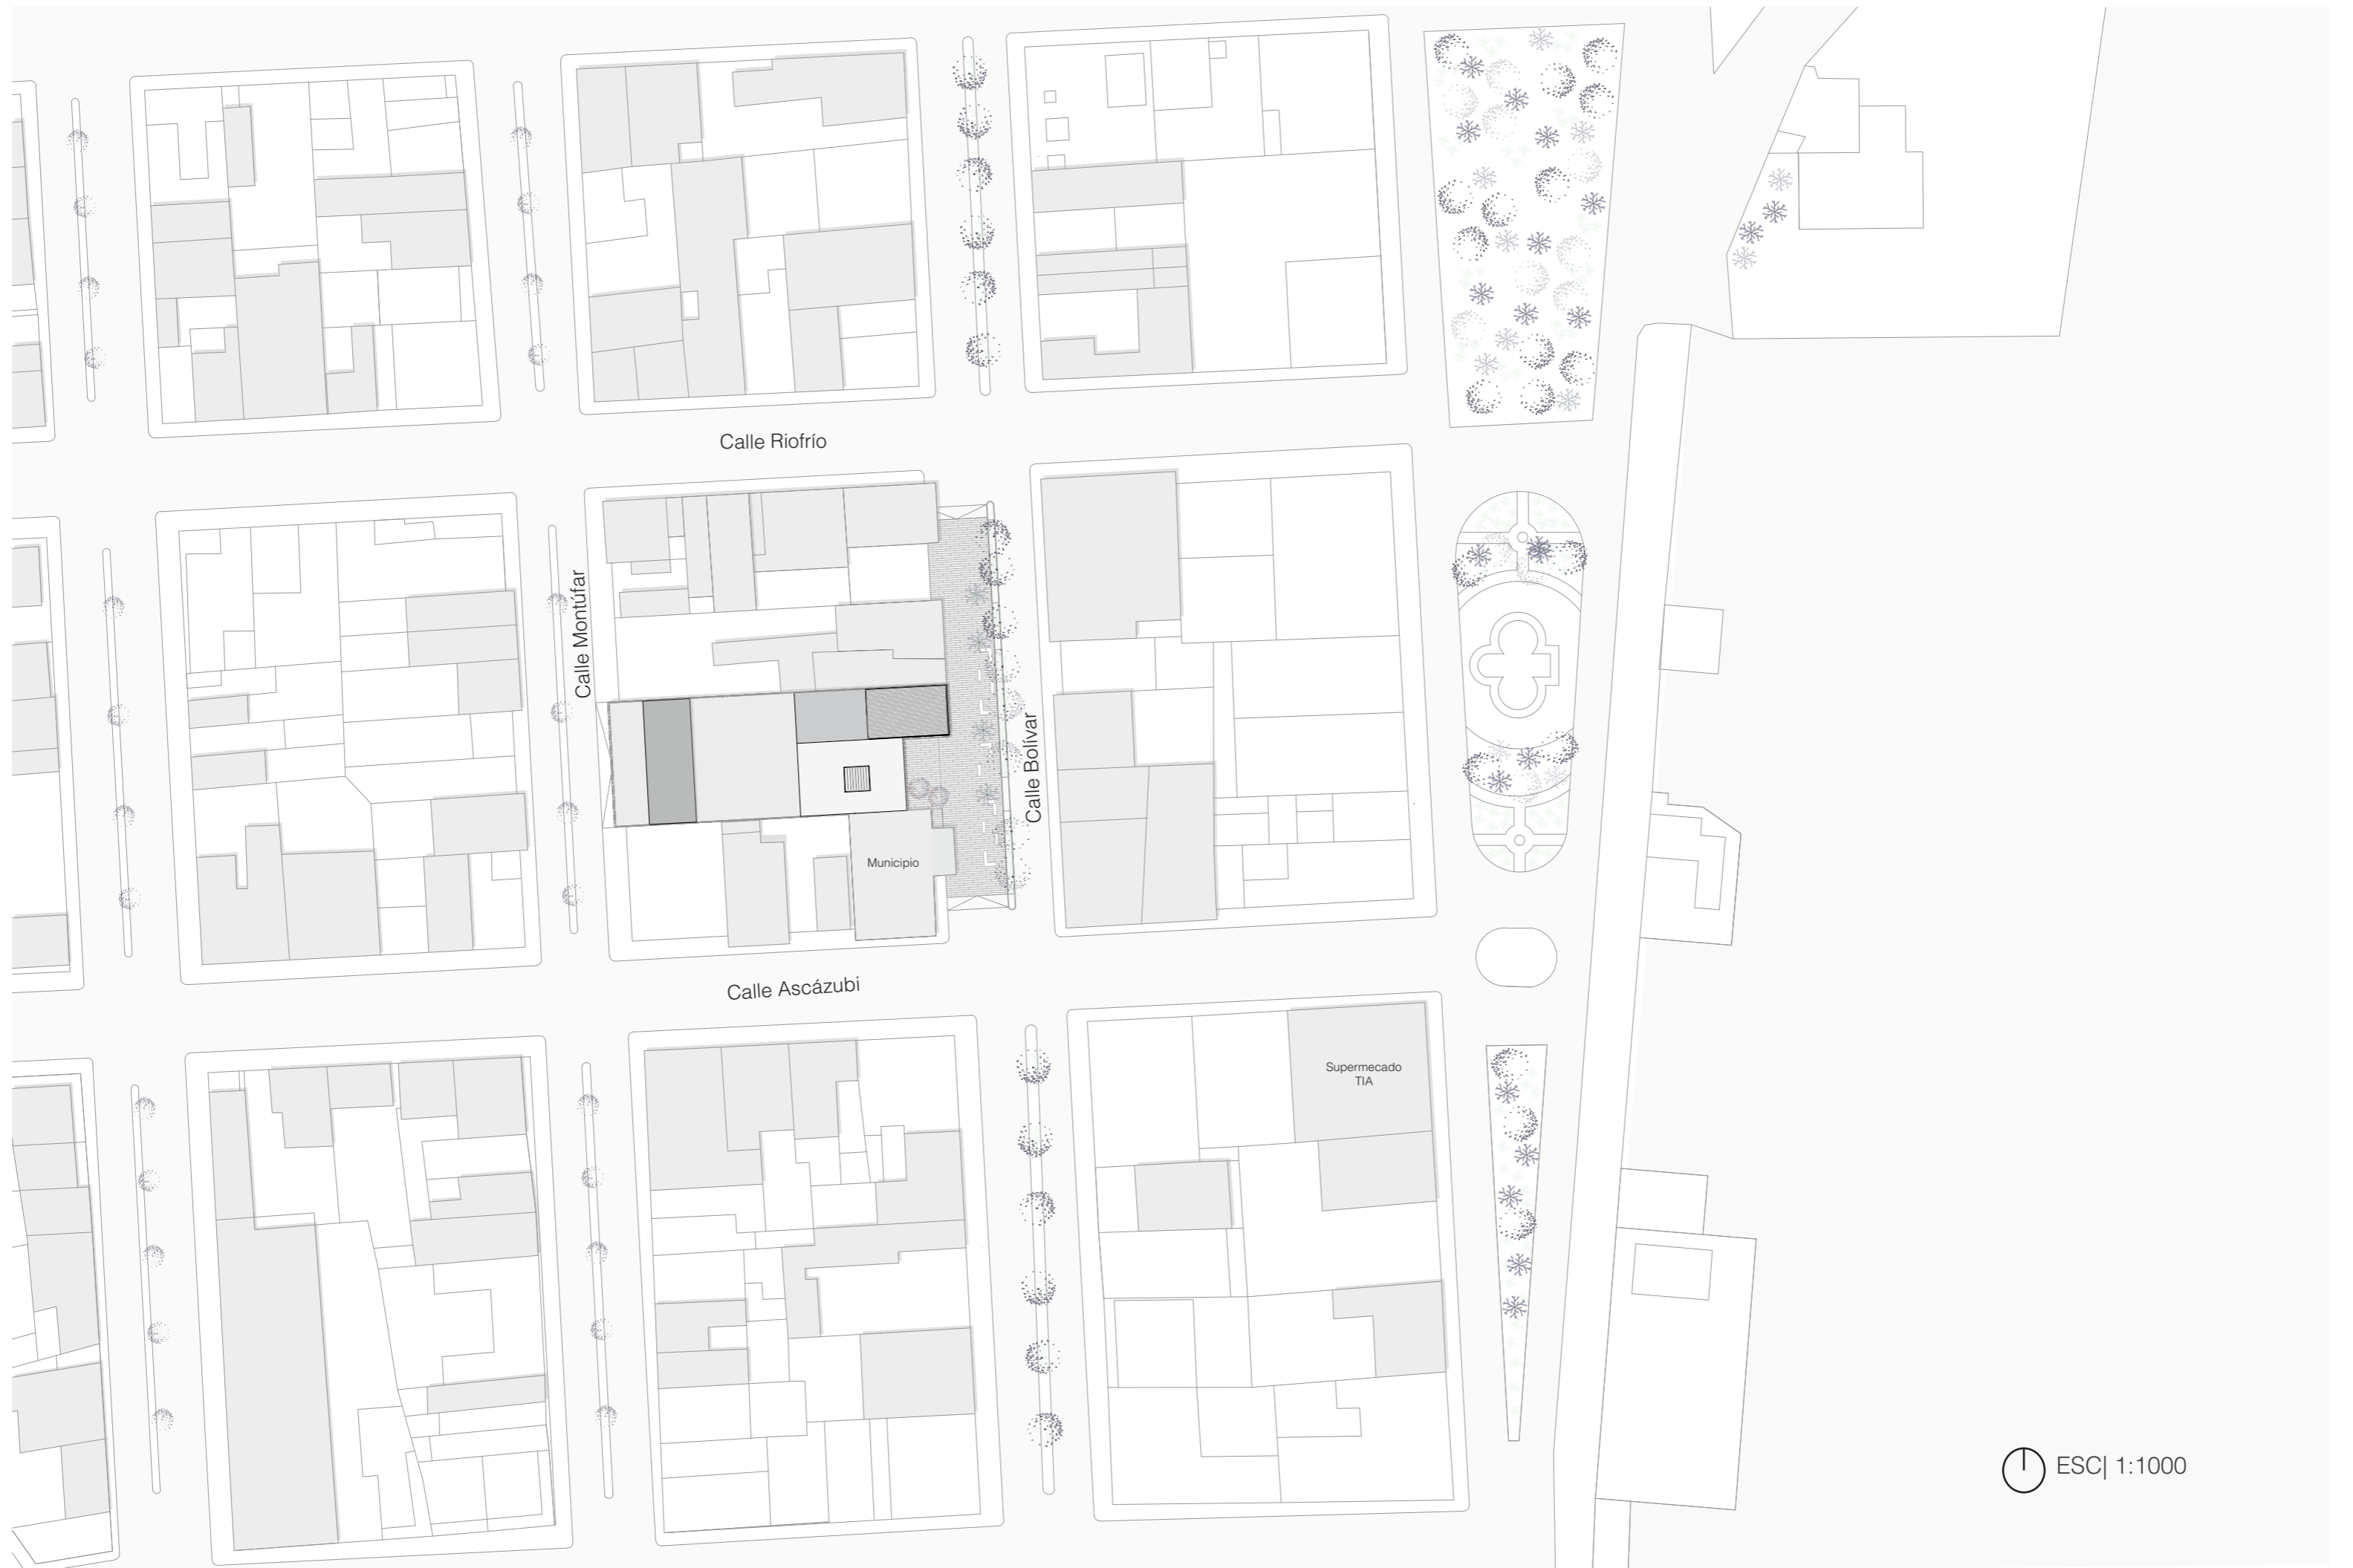 Calle Riofrío
Calle Montúfar
Calle Bolívar
Municipio
Calle Ascázubi
Supermecado
TIA
ESC| 1:1000